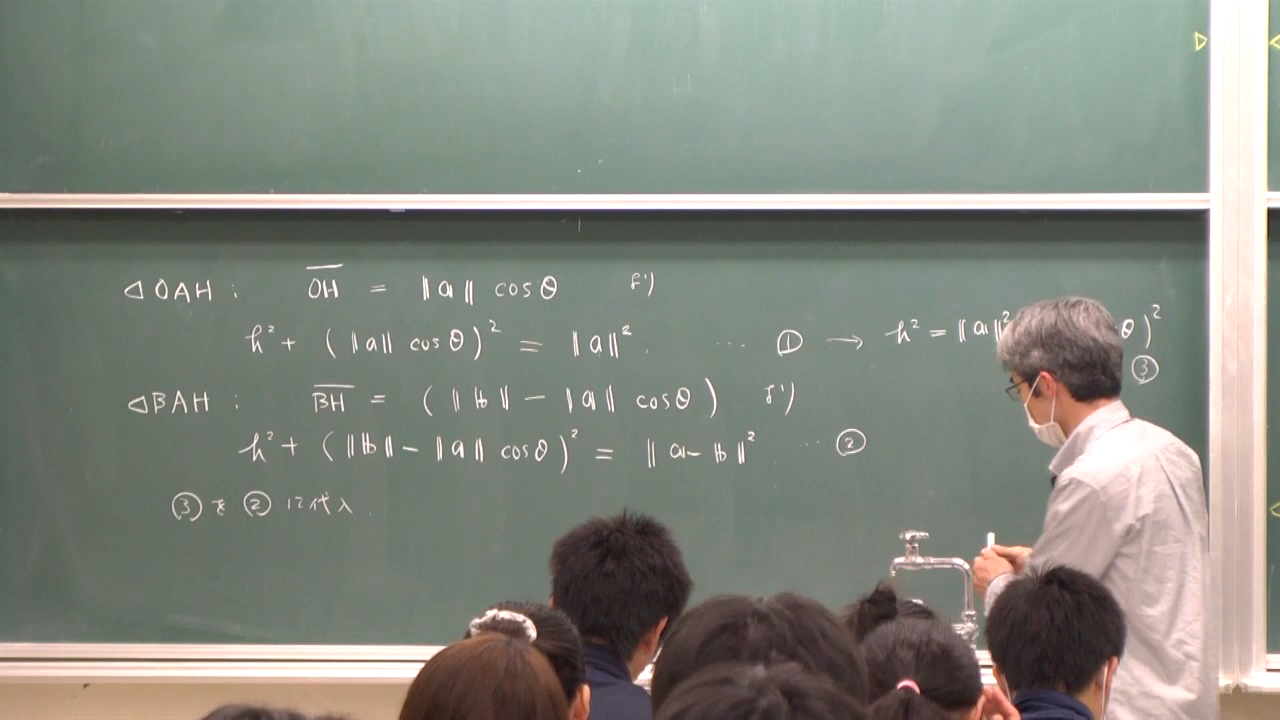 △OAH : OH̅ = ‖a‖ cosθ より
h² + (‖a‖ cosθ)² = ‖a‖². … ① → h² = ‖a‖² θ)² ③
△BAH : BH̅ = (‖b‖ - ‖a‖ cosθ) より
h² + (‖b‖ - ‖a‖ cosθ)² = ‖a-b‖² … ②
③を②に代入.